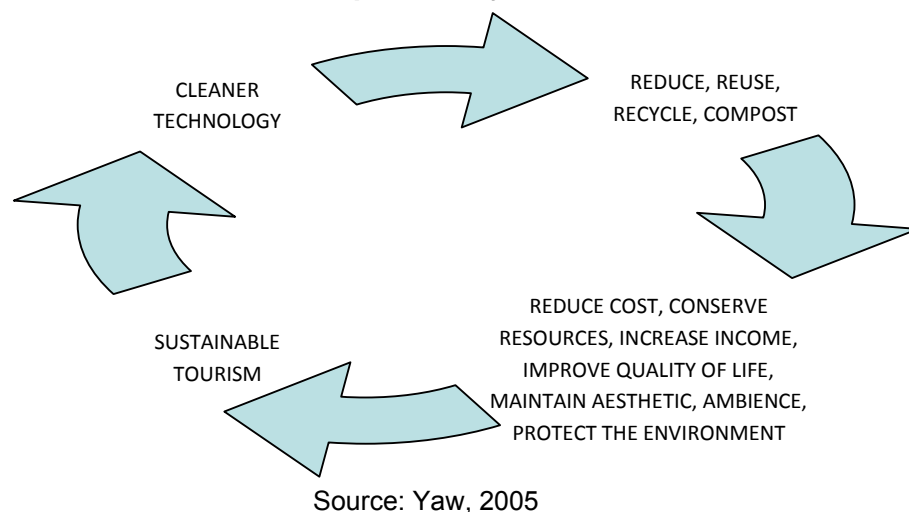 CLEANER
TECHNOLOGY
REDUCE, REUSE,
RECYCLE, COMPOST
REDUCE COST, CONSERVE
RESOURCES, INCREASE INCOME,
IMPROVE QUALITY OF LIFE,
MAINTAIN AESTHETIC, AMBIENCE,
PROTECT THE ENVIRONMENT
SUSTAINABLE
TOURISM
Source: Yaw, 2005